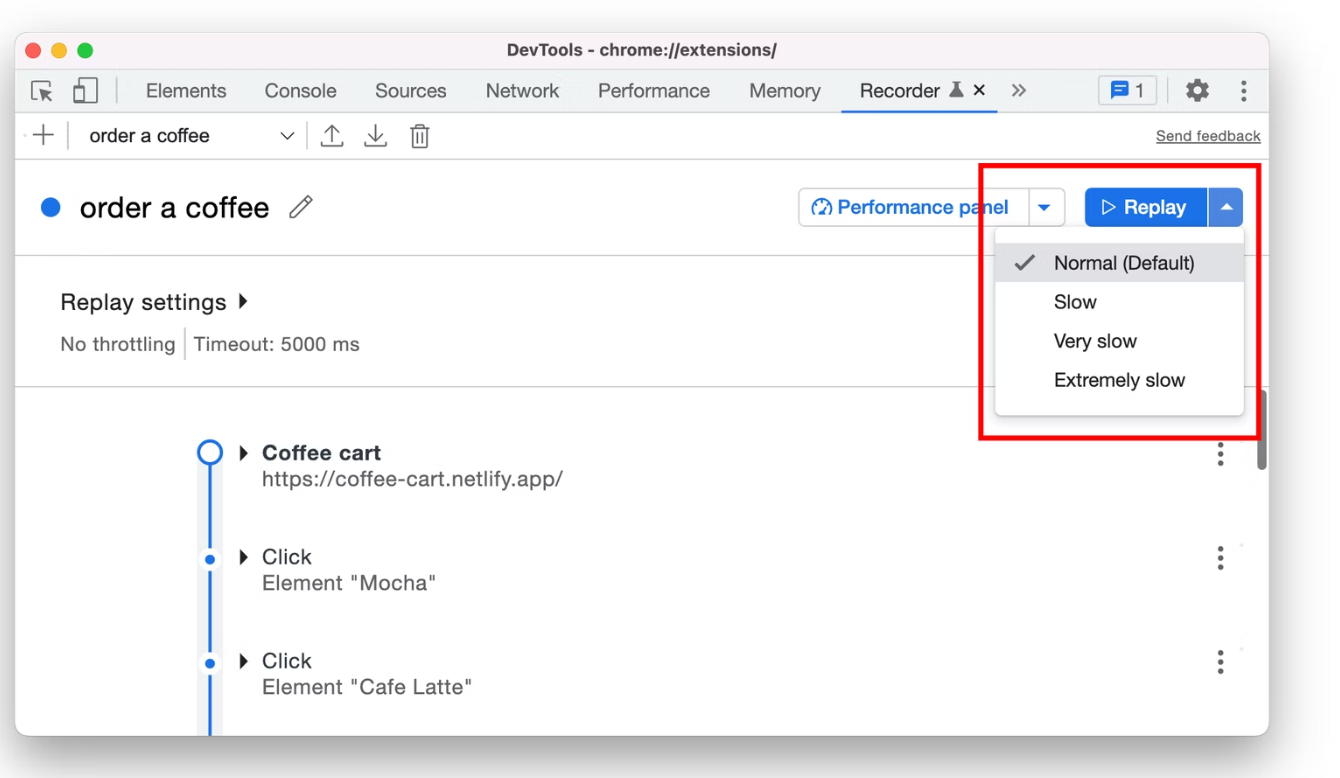 DevTools - chrome://extensions/
Elements Console Sources Network Performance Memory Recorder 1
order a coffee Send feedback
order a coffee Performance panel Replay
Normal (Default)
Slow
Very slow
Extremely slow
Replay settings
No throttling Timeout: 5000 ms
Coffee cart
https://coffee-cart.netlify.app/
Click
Element "Mocha"
Click
Element "Cafe Latte"